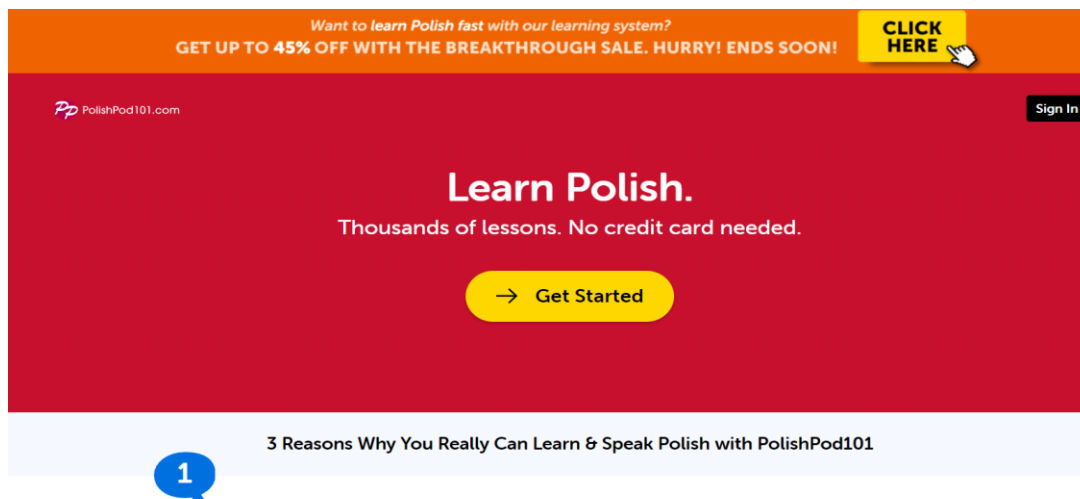 Want to learn Polish fast with our learning system?
GET UP TO 45% OFF WITH THE BREAKTHROUGH SALE. HURRY! ENDS SOON!
CLICK
HERE
PP PolishPod101.com
Sign In
Learn Polish.
Thousands of lessons. No credit card needed.
→ Get Started
3 Reasons Why You Really Can Learn & Speak Polish with PolishPod101
1